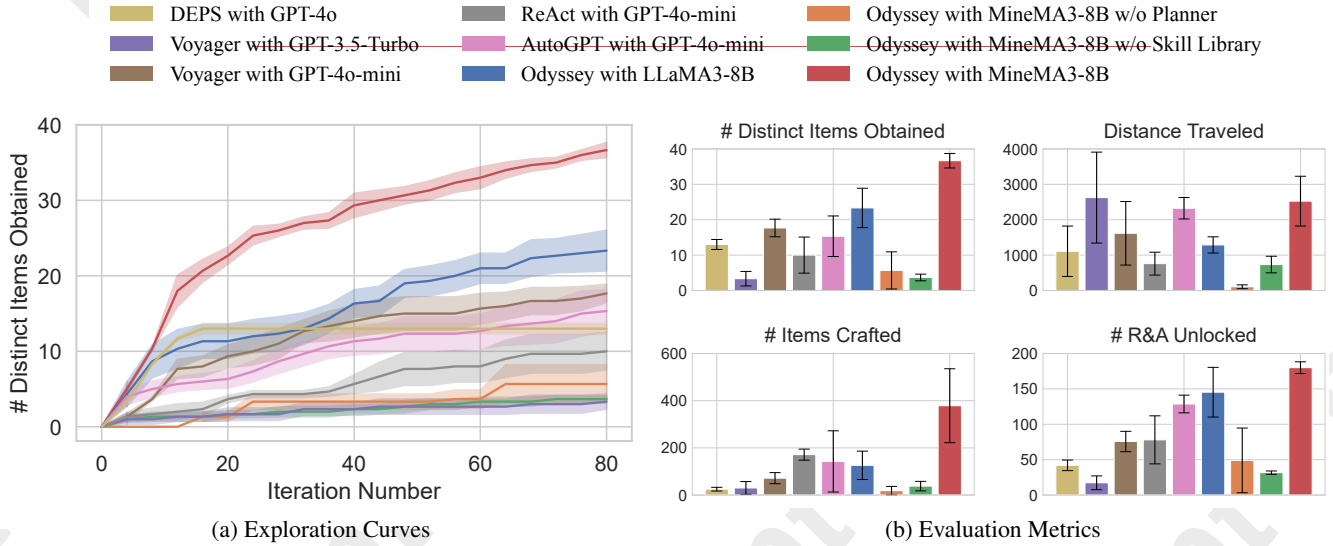 DEPS with GPT-4o
ReAct with GPT-4o-mini
Odyssey with MineMA3-8B w/o Planner
Voyager with GPT-3.5-Turbo
AutoGPT with GPT-4o-mini
Odyssey with MineMA3-8B w/o Skill Library
Voyager with GPT-4o-mini
Odyssey with LLaMA3-8B
Odyssey with MineMA3-8B
# Distinct Items Obtained
40
30
20
10
0
0 20 40 60 80
Iteration Number
(a) Exploration Curves
# Distinct Items Obtained
40
30
20
10
0
Distance Traveled
4000
3000
2000
1000
0
# Items Crafted
600
400
200
0
# R&A Unlocked
200
150
100
50
0
(b) Evaluation Metrics